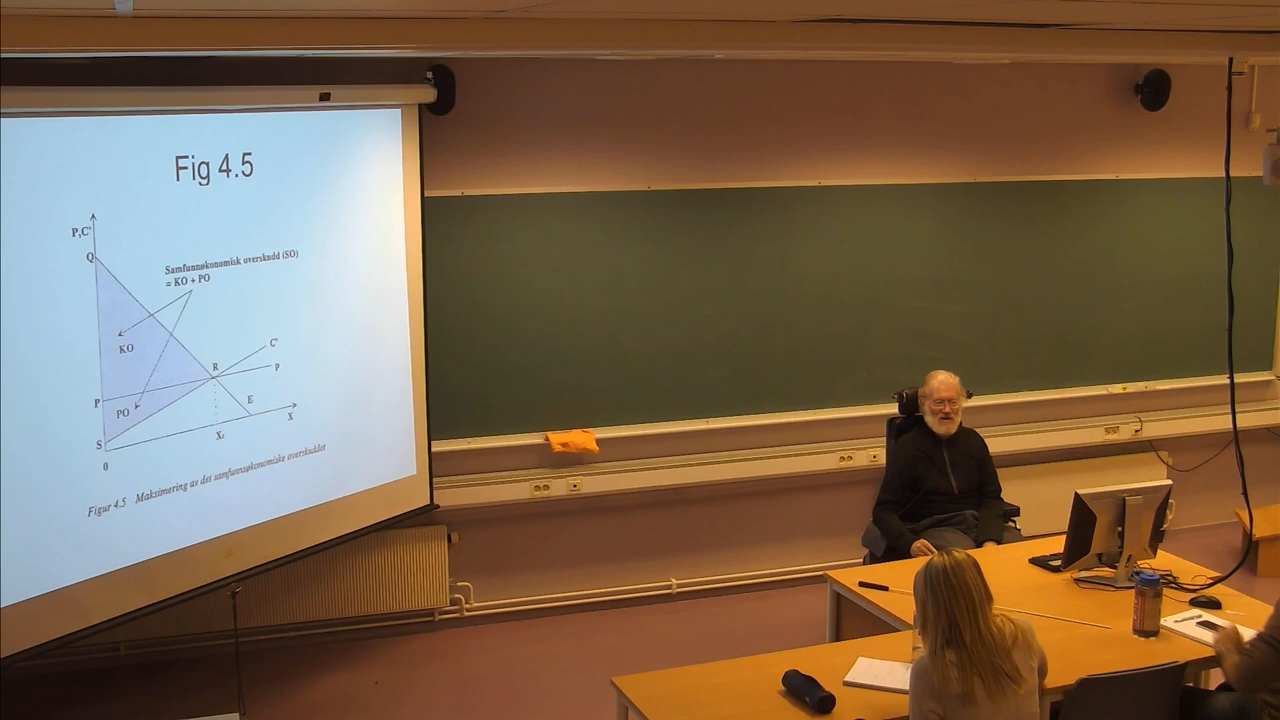 Fig 4.5
P,C'
Q
Samfunnøkonomisk overskudd (SO)
= KO + PO
KO
C'
R
P
P
PO
E
S
X₁
X
0
Figur 4.5 Maksimering av det samfunnsøkonomiske overskuddet